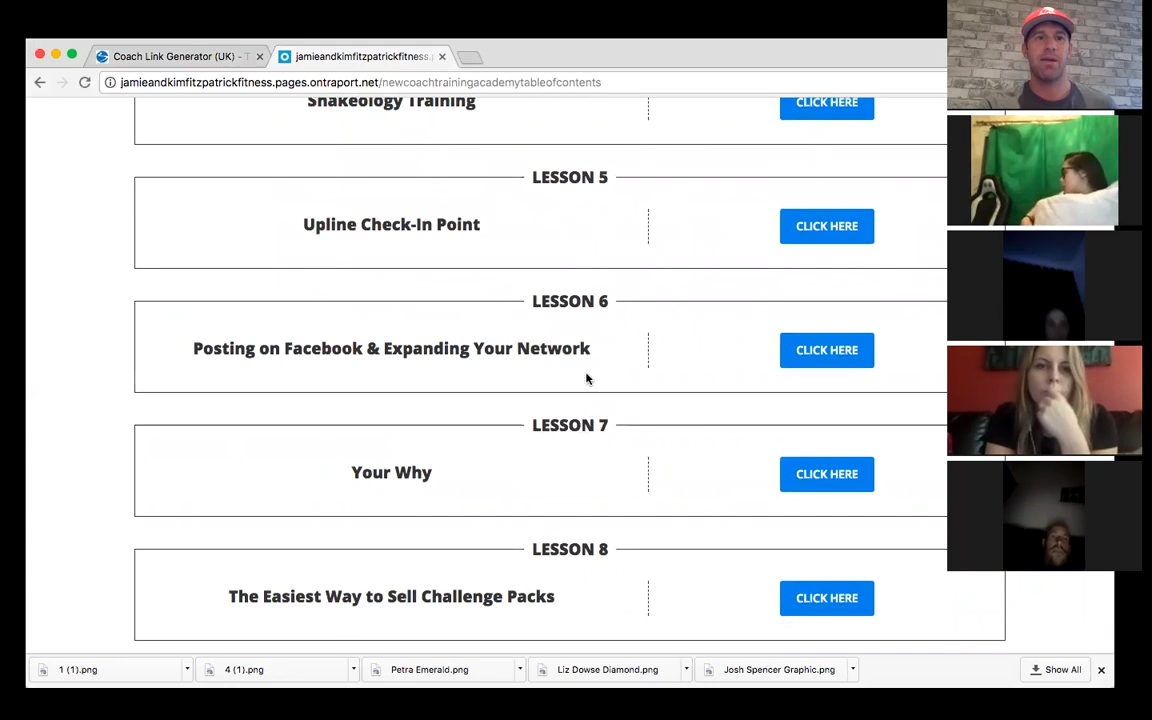 Coach Link Generator (UK) - T
jamieandkimfitzpatrickfitness.
jamieandkimfitzpatrickfitness.pages.ontraport.net/newcoachtrainingacademytableofcontents
Shakeology Training
CLICK HERE
LESSON 5
Upline Check-In Point
CLICK HERE
LESSON 6
Posting on Facebook & Expanding Your Network
CLICK HERE
LESSON 7
Your Why
CLICK HERE
LESSON 8
The Easiest Way to Sell Challenge Packs
CLICK HERE
1 (1).png
4 (1).png
Petra Emerald.png
Liz Dowse Diamond.png
Josh Spencer Graphic.png
Show All